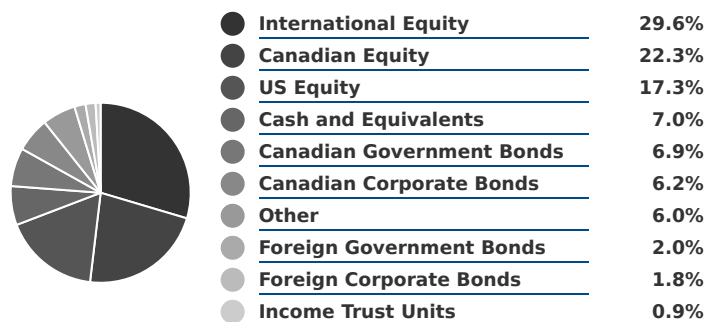 International Equity 29.6%
Canadian Equity 22.3%
US Equity 17.3%
Cash and Equivalents 7.0%
Canadian Government Bonds 6.9%
Canadian Corporate Bonds 6.2%
Other 6.0%
Foreign Government Bonds 2.0%
Foreign Corporate Bonds 1.8%
Income Trust Units 0.9%